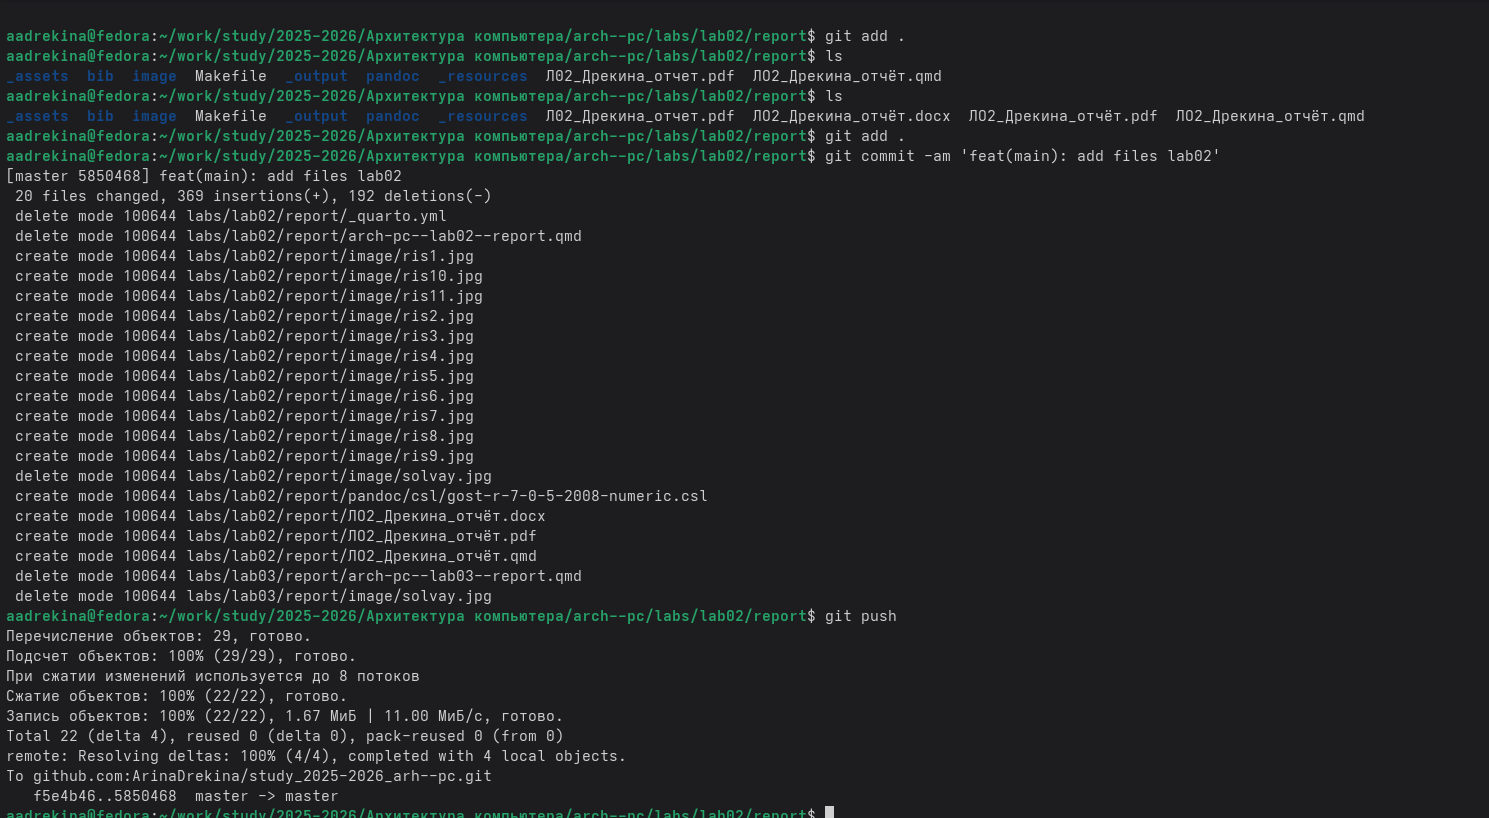 aadrekina@fedora:~/work/study/2025-2026/Архитектура компьютера/arch--pc/labs/lab02/report$ git add .
aadrekina@fedora:~/work/study/2025-2026/Архитектура компьютера/arch--pc/labs/lab02/report$ ls
_assets  bib  image  Makefile  _output  pandoc  _resources  Л02_Дрекина_отчет.pdf  ЛО2_Дрекина_отчёт.qmd
aadrekina@fedora:~/work/study/2025-2026/Архитектура компьютера/arch--pc/labs/lab02/report$ ls
_assets  bib  image  Makefile  _output  pandoc  _resources  Л02_Дрекина_отчет.pdf  ЛО2_Дрекина_отчёт.docx  ЛО2_Дрекина_отчёт.pdf  ЛО2_Дрекина_отчёт.qmd
aadrekina@fedora:~/work/study/2025-2026/Архитектура компьютера/arch--pc/labs/lab02/report$ git add .
aadrekina@fedora:~/work/study/2025-2026/Архитектура компьютера/arch--pc/labs/lab02/report$ git commit -am 'feat(main): add files lab02'
[master 5850468] feat(main): add files lab02
 20 files changed, 369 insertions(+), 192 deletions(-)
 delete mode 100644 labs/lab02/report/_quarto.yml
 delete mode 100644 labs/lab02/report/arch-pc--lab02--report.qmd
 create mode 100644 labs/lab02/report/image/ris1.jpg
 create mode 100644 labs/lab02/report/image/ris10.jpg
 create mode 100644 labs/lab02/report/image/ris11.jpg
 create mode 100644 labs/lab02/report/image/ris2.jpg
 create mode 100644 labs/lab02/report/image/ris3.jpg
 create mode 100644 labs/lab02/report/image/ris4.jpg
 create mode 100644 labs/lab02/report/image/ris5.jpg
 create mode 100644 labs/lab02/report/image/ris6.jpg
 create mode 100644 labs/lab02/report/image/ris7.jpg
 create mode 100644 labs/lab02/report/image/ris8.jpg
 create mode 100644 labs/lab02/report/image/ris9.jpg
 delete mode 100644 labs/lab02/report/image/solvay.jpg
 create mode 100644 labs/lab02/report/pandoc/csl/gost-r-7-0-5-2008-numeric.csl
 create mode 100644 labs/lab02/report/ЛО2_Дрекина_отчёт.docx
 create mode 100644 labs/lab02/report/ЛО2_Дрекина_отчёт.pdf
 create mode 100644 labs/lab02/report/ЛО2_Дрекина_отчёт.qmd
 delete mode 100644 labs/lab03/report/arch-pc--lab03--report.qmd
 delete mode 100644 labs/lab03/report/image/solvay.jpg
aadrekina@fedora:~/work/study/2025-2026/Архитектура компьютера/arch--pc/labs/lab02/report$ git push
Перечисление объектов: 29, готово.
Подсчет объектов: 100% (29/29), готово.
При сжатии изменений используется до 8 потоков
Сжатие объектов: 100% (22/22), готово.
Запись объектов: 100% (22/22), 1.67 МиБ | 11.00 МиБ/с, готово.
Total 22 (delta 4), reused 0 (delta 0), pack-reused 0 (from 0)
remote: Resolving deltas: 100% (4/4), completed with 4 local objects.
To github.com:ArinaDrekina/study_2025-2026_arh--pc.git
   f5e4b46..5850468  master -> master
aadrekina@fedora:~/work/study/2025-2026/Архитектура компьютера/arch--pc/labs/lab02/report$